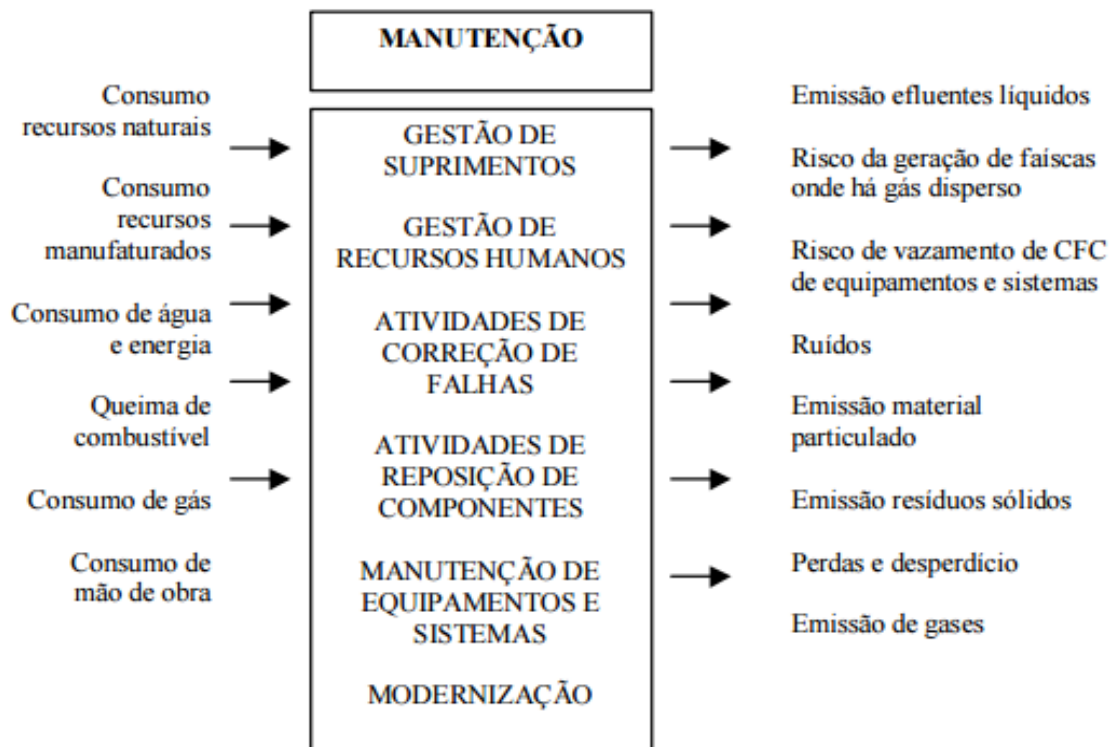 MANUTENÇÃO
Consumo
recursos naturais
Consumo
recursos
manufaturados
Consumo de água
e energia
Queima de
combustível
Consumo de gás
Consumo de
mão de obra
GESTÃO DE
SUPRIMENTOS
GESTÃO DE
RECURSOS HUMANOS
ATIVIDADES DE
CORREÇÃO DE
FALHAS
ATIVIDADES DE
REPOSIÇÃO DE
COMPONENTES
MANUTENÇÃO DE
EQUIPAMENTOS E
SISTEMAS
MODERNIZAÇÃO
Emissão efluentes líquidos
Risco da geração de faíscas
onde há gás disperso
Risco de vazamento de CFC
de equipamentos e sistemas
Ruídos
Emissão material
particulado
Emissão resíduos sólidos
Perdas e desperdício
Emissão de gases